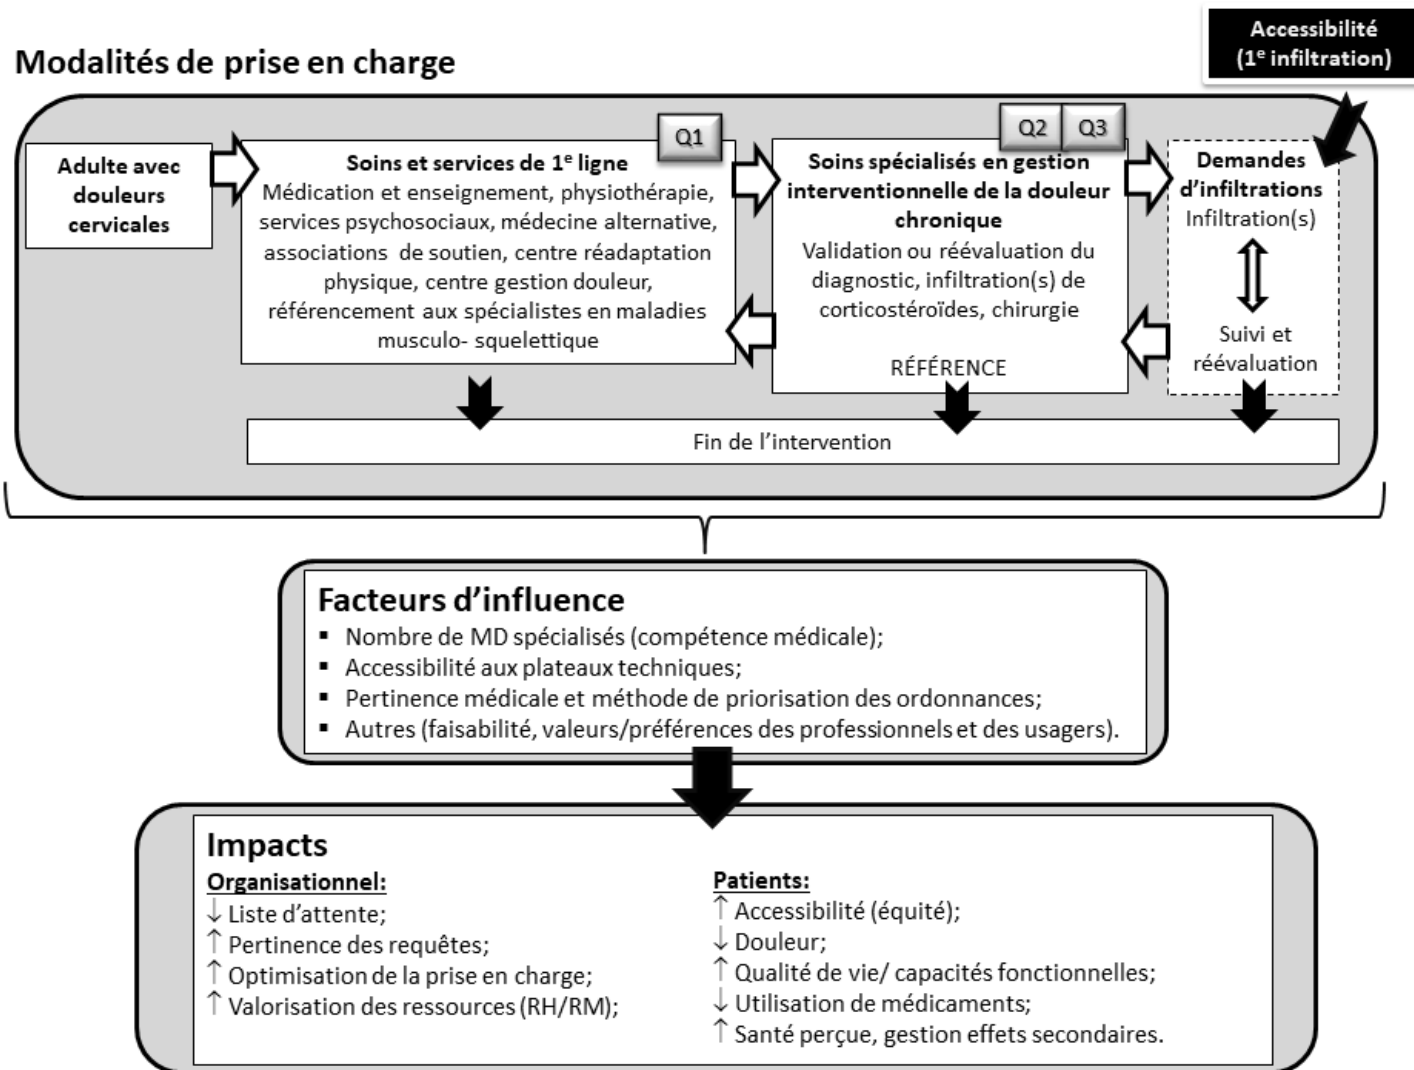 Accessibilité
(1e infiltration)
Modalités de prise en charge
Adulte avec
douleurs
cervicales
Q1
Soins et services de 1e ligne
Médication et enseignement, physiothérapie,
services psychosociaux, médecine alternative,
associations de soutien, centre réadaptation
physique, centre gestion douleur,
référencement aux spécialistes en maladies
musculo- squelettique
Q2
Q3
Soins spécialisés en gestion
interventionnelle de la douleur
chronique
Validation ou réévaluation du
diagnostic, infiltration(s) de
corticostéroïdes, chirurgie
RÉFÉRENCE
Demandes
d'infiltrations
Infiltration(s)
Suivi et
réévaluation
Fin de l'intervention
Facteurs d'influence
▪ Nombre de MD spécialisés (compétence médicale);
▪ Accessibilité aux plateaux techniques;
▪ Pertinence médicale et méthode de priorisation des ordonnances;
▪ Autres (faisabilité, valeurs/préférences des professionnels et des usagers).
Impacts
Organisationnel:
↓ Liste d'attente;
↑ Pertinence des requêtes;
↑ Optimisation de la prise en charge;
↑ Valorisation des ressources (RH/RM);
Patients:
↑ Accessibilité (équité);
↓ Douleur;
↑ Qualité de vie/ capacités fonctionnelles;
↓ Utilisation de médicaments;
↑ Santé perçue, gestion effets secondaires.